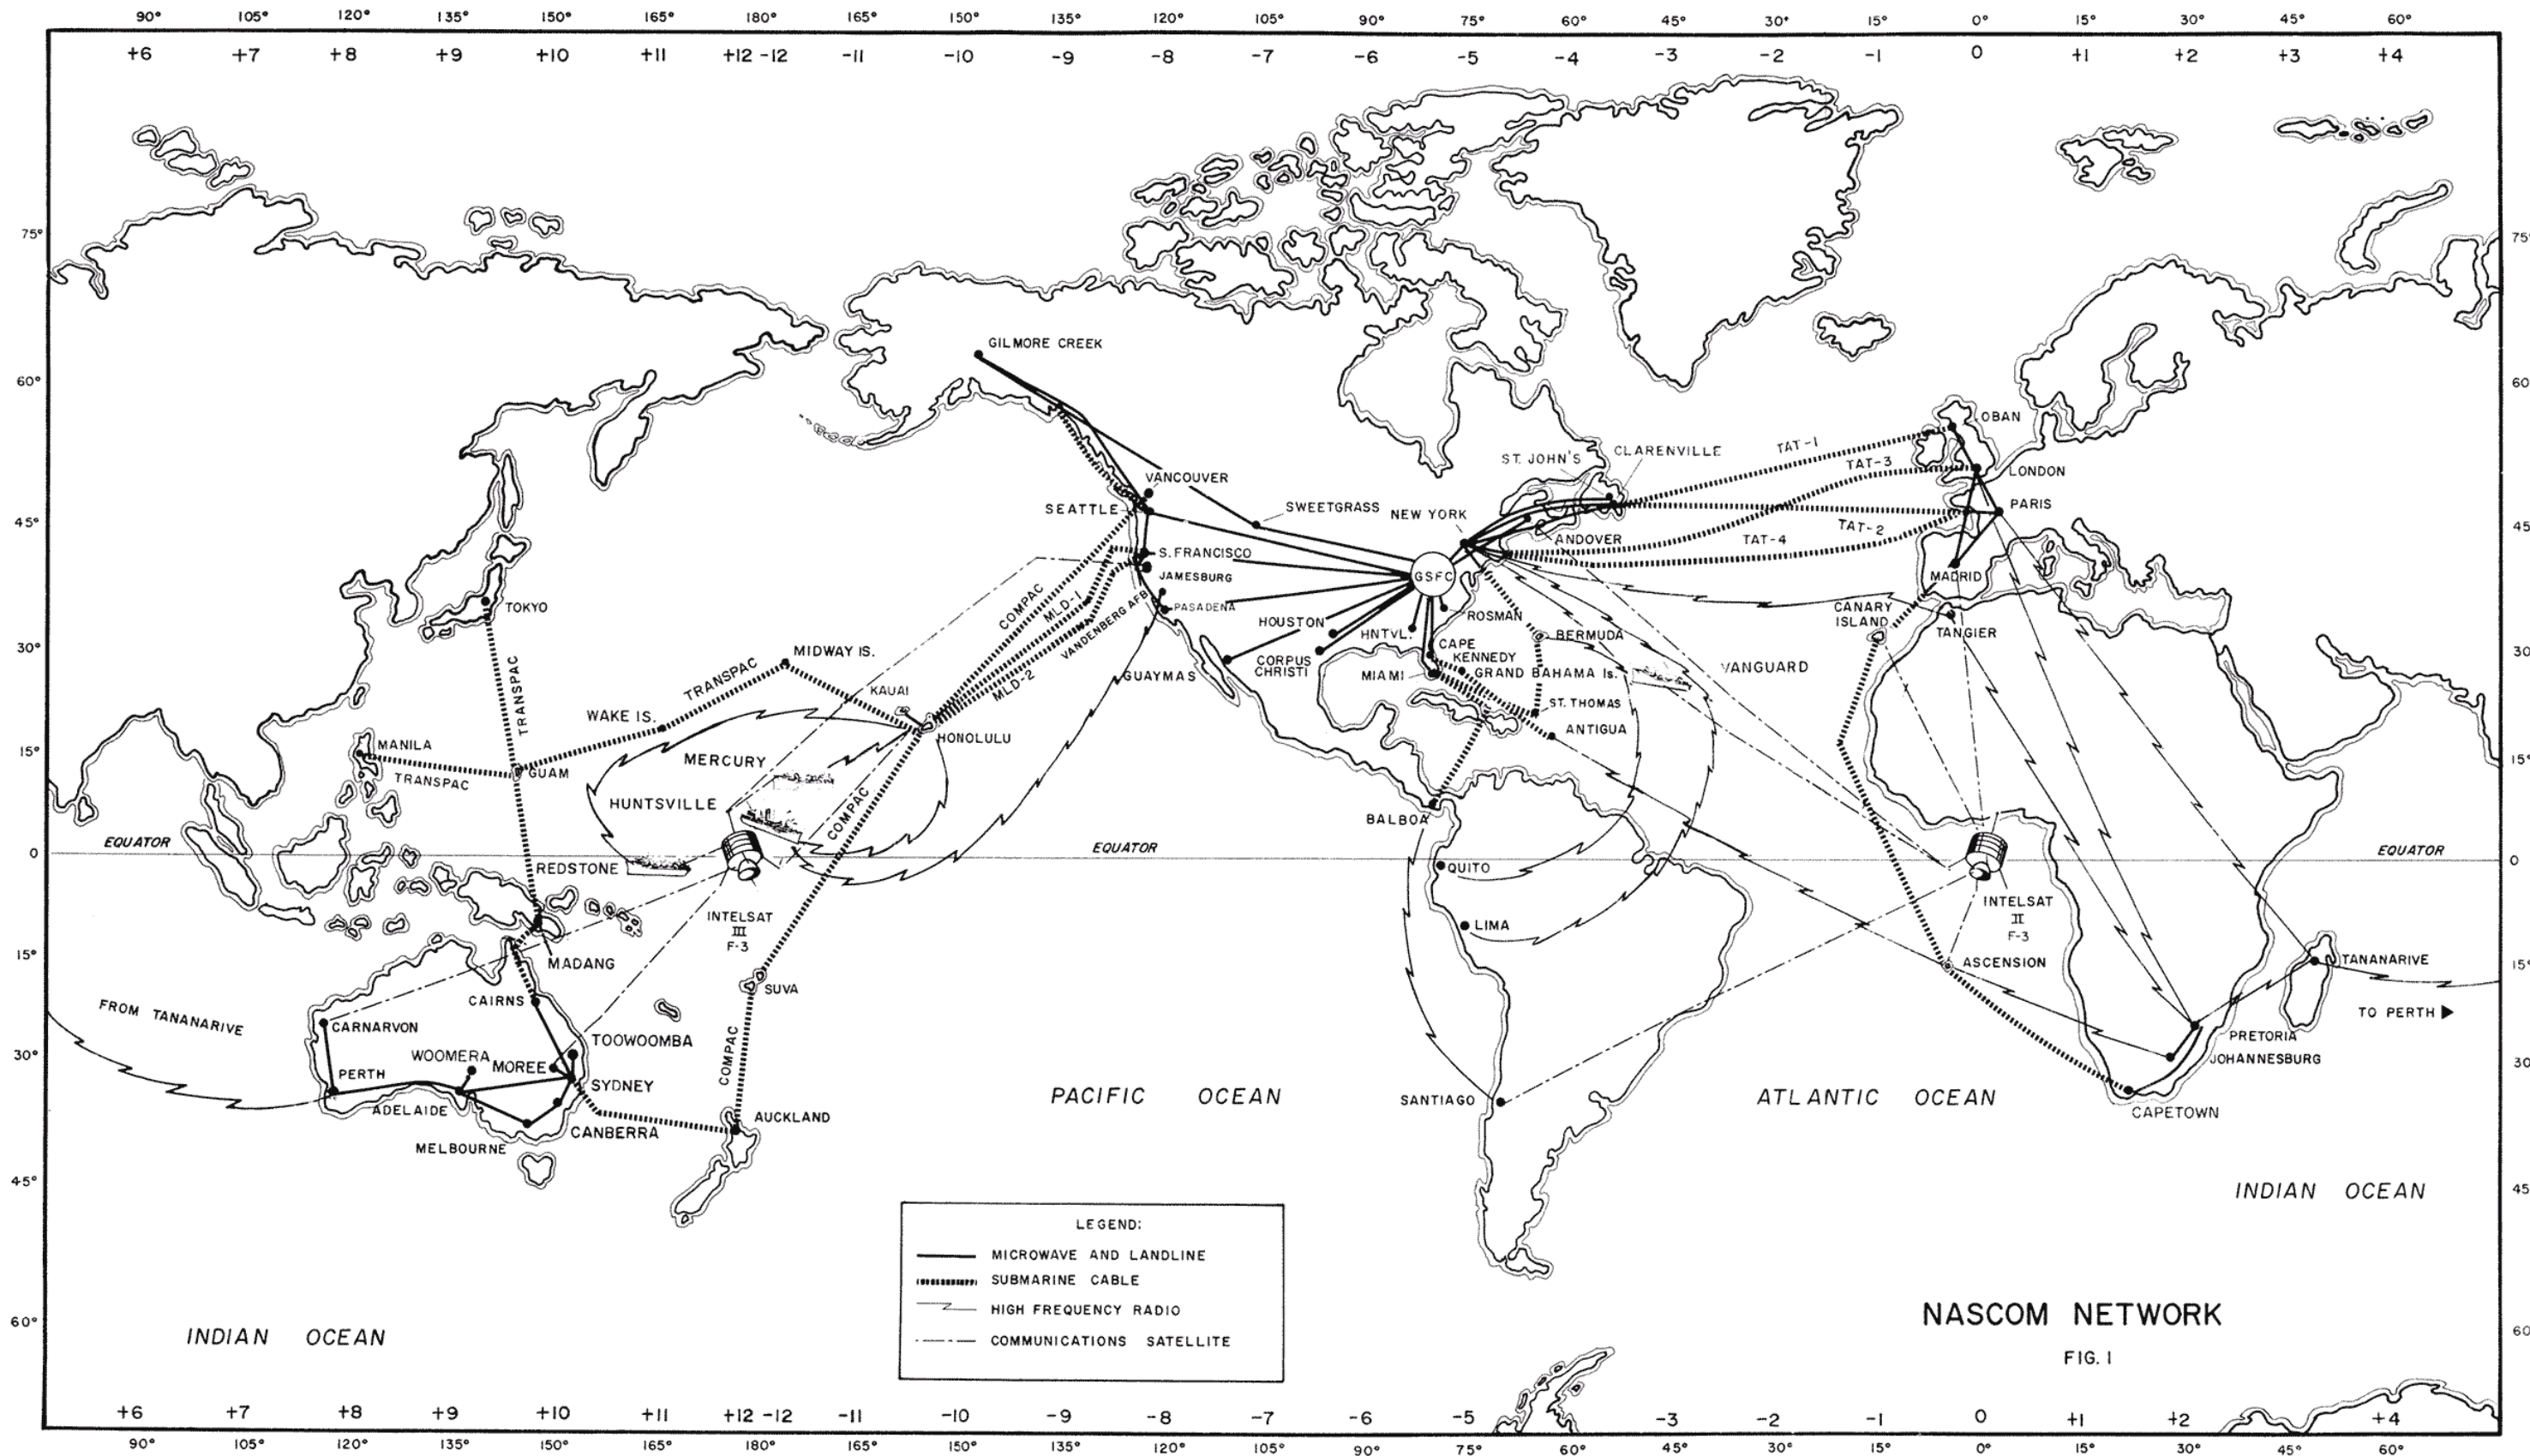 90° 105° 120° 135° 150° 165° 180° 165° 150° 135° 120° 105° 90° 75° 60° 45° 30° 15° 0° 15° 30° 45° 60°
+6 +7 +8 +9 +10 +11 +12 -12 -11 -10 -9 -8 -7 -6 -5 -4 -3 -2 -1 0 +1 +2 +3 +4
75° 75°
GILMORE CREEK
60° 60
OBAN
CLARENVILLE
TAT-1
ST. JOHN'S
TAT-3
LONDON
VANCOUVER
PARIS
SWEETGRASS
SEATTLE
NEW YORK
45° 45
TAT-2
ANDOVER
TAT-4
S. FRANCISCO
GSFC
JAMESBURG
MADRID
TOKYO
PASADENA
COMPAC
MLD-1
VANDENBERG AFB
MLD-2
ROSMAN
CANARY
ISLAND
HOUSTON
HNTVL.
BERMUDA
TANGIER
30° 30
CAPE
KENNEDY
MIDWAY IS.
CORPUS
CHRISTI
VANGUARD
TRANSPAC
TRANSPAC
GUAYMAS
MIAMI
GRAND BAHAMA Is.
KAUAI
ST. THOMAS
WAKE IS.
ANTIGUA
HONOLULU
MANILA
15° 15°
MERCURY
GUAM
TRANSPAC
HUNTSVILLE
COMPAC
BALBOA
EQUATOR EQUATOR EQUATOR
0 0
REDSTONE
QUITO
INTELSAT
III
F-3
INTELSAT
II
F-3
LIMA
15° 15°
MADANG
ASCENSION
TANANARIVE
SUVA
CAIRNS
FROM TANANARIVE
TO PERTH
CARNARVON
TOOWOOMBA
PRETORIA
30° 30
WOOMERA
MOREE
JOHANNESBURG
PERTH
COMPAC
SYDNEY
PACIFIC OCEAN
ATLANTIC OCEAN
SANTIAGO
ADELAIDE
AUCKLAND
CAPETOWN
CANBERRA
MELBOURNE
45° 45
INDIAN OCEAN
LEGEND:
MICROWAVE AND LANDLINE
SUBMARINE CABLE
HIGH FREQUENCY RADIO
COMMUNICATIONS SATELLITE
NASCOM NETWORK
60° 60
INDIAN OCEAN
FIG. 1
+6 +7 +8 +9 +10 +11 +12 -12 -11 -10 -9 -8 -7 -6 -5 -3 -2 -1 0 +1 +2 +4
90° 105° 120° 135° 150° 165° 180° 165° 150° 135° 120° 105° 90° 75° 60° 45° 30° 15° 0° 15° 30° 45° 60°